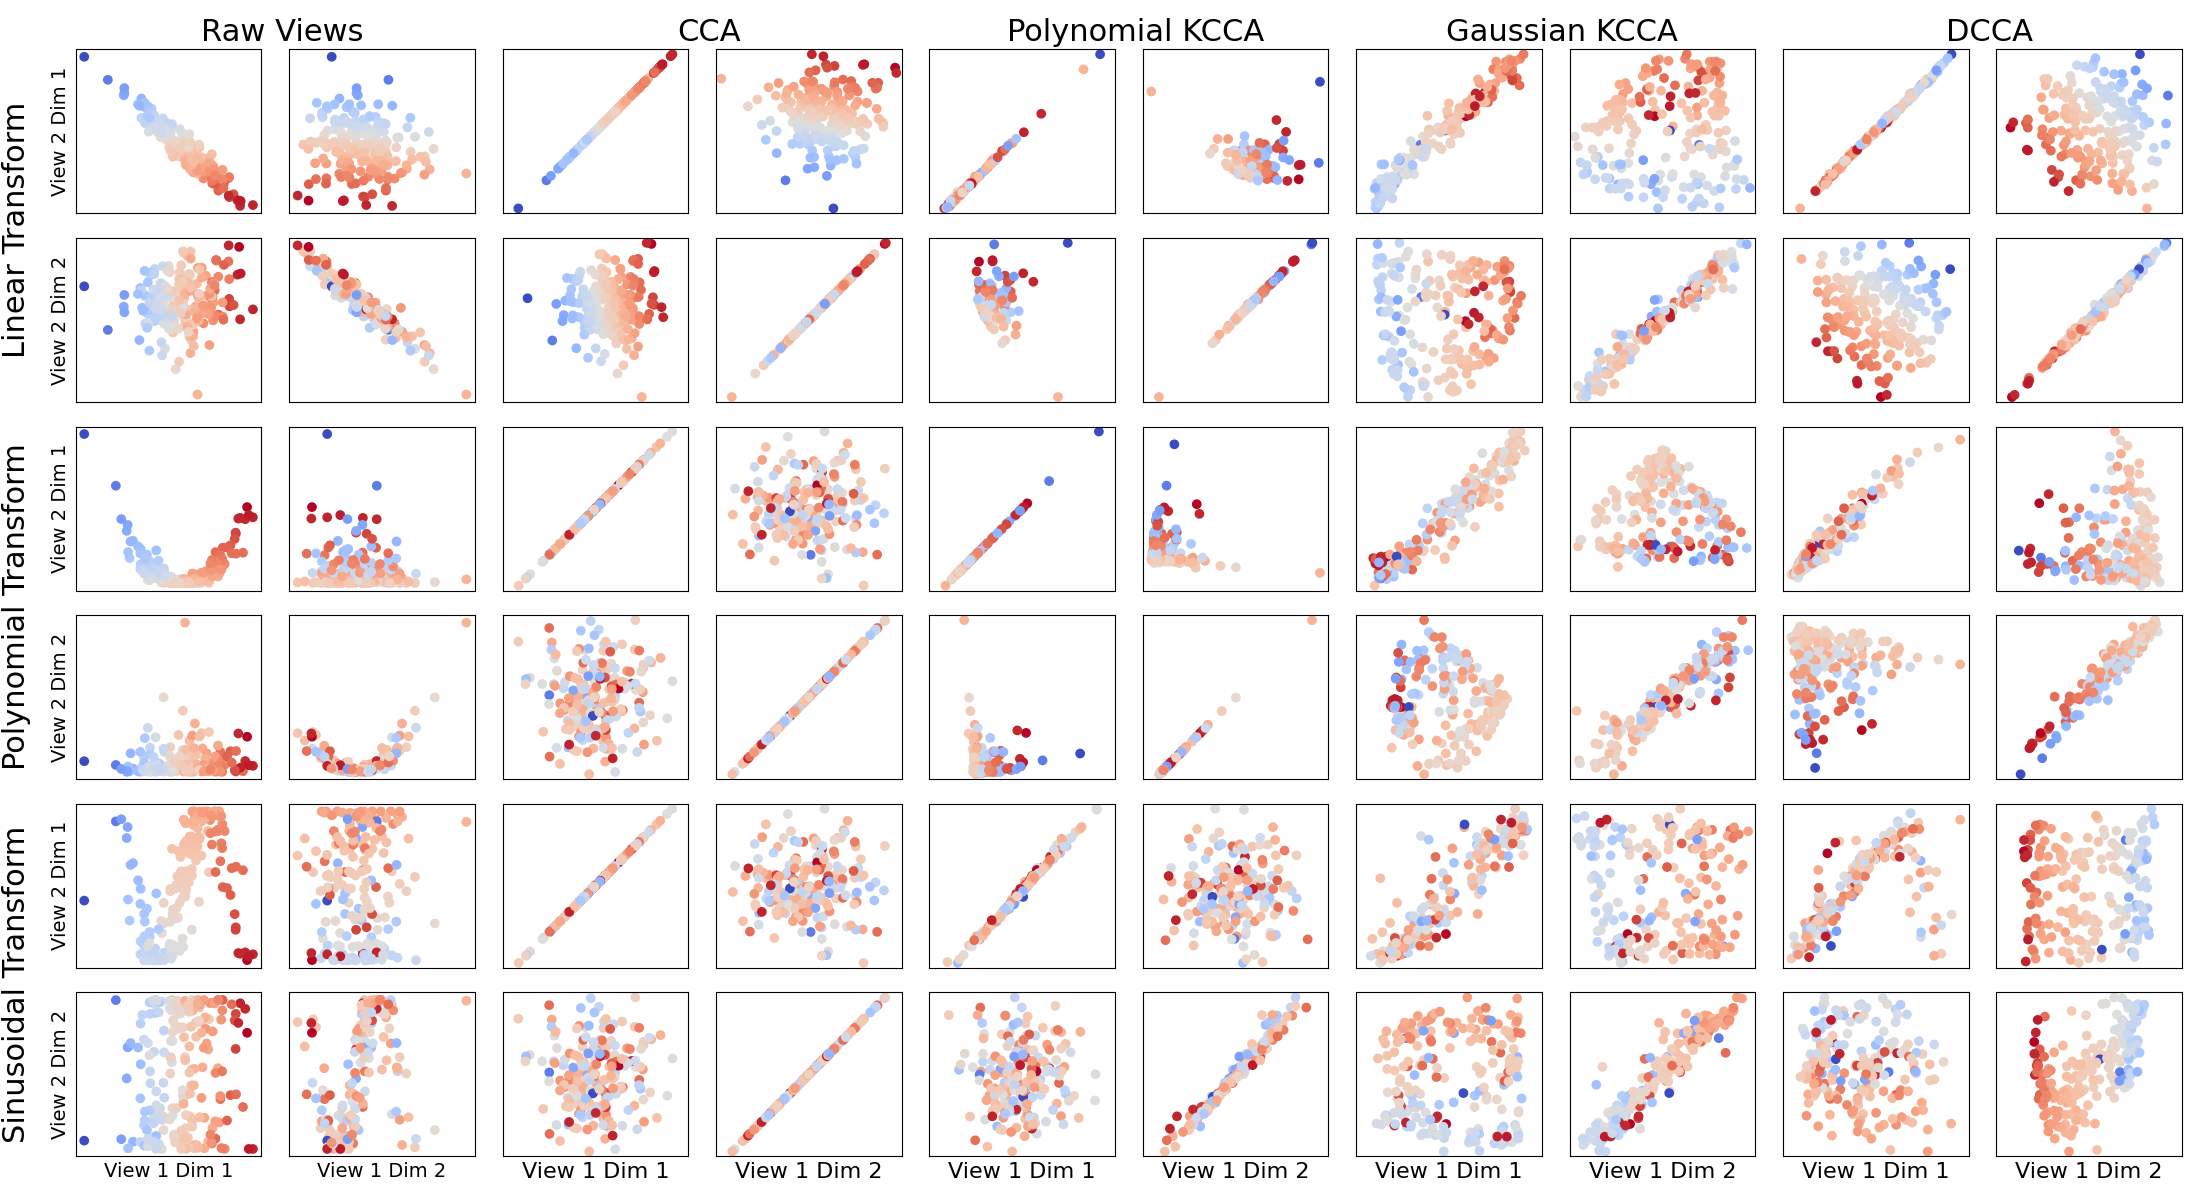 Raw Views
CCA
Polynomial KCCA
Gaussian KCCA
DCCA
Linear Transform
View 2 Dim 1
View 2 Dim 2
Polynomial Transform
View 2 Dim 1
View 2 Dim 2
Sinusoidal Transform
View 2 Dim 1
View 2 Dim 2
View 1 Dim 1
View 1 Dim 2
View 1 Dim 1
View 1 Dim 2
View 1 Dim 1
View 1 Dim 2
View 1 Dim 1
View 1 Dim 2
View 1 Dim 1
View 1 Dim 2